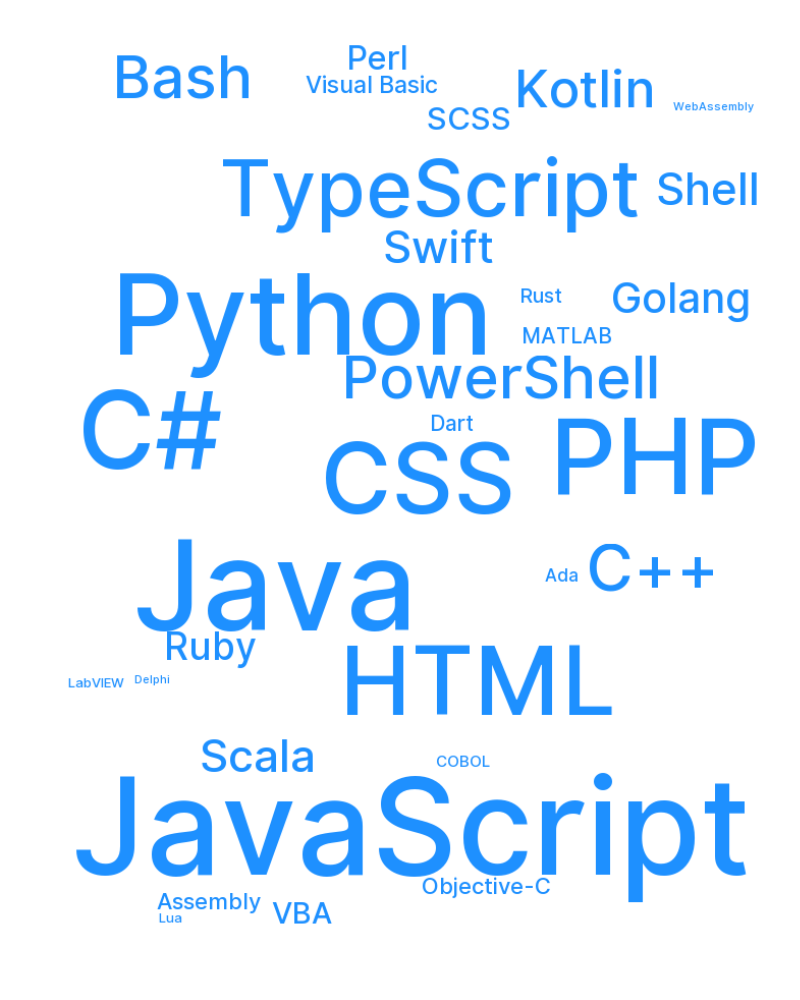 Perl
Bash
Visual Basic
Kotlin
WebAssembly
SCSS
TypeScript
Shell
Swift
Rust
Golang
Python
MATLAB
PowerShell
C#
Dart
PHP
CSS
Java
Ada
C++
Ruby
HTML
LabVIEW
Delphi
Scala
COBOL
JavaScript
Objective-C
Assembly
VBA
Lua